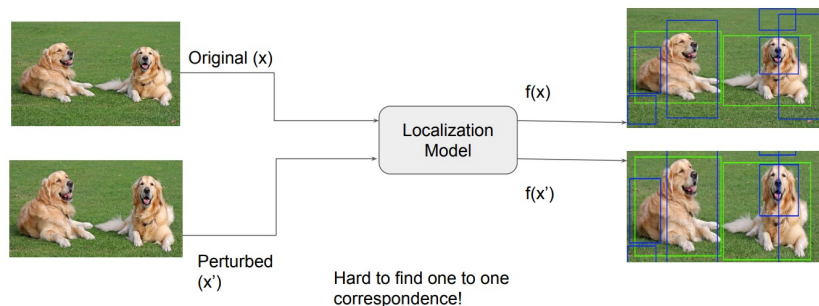 Original (x)
f(x)
Localization
Model
f(x’)
Perturbed
(x’)
Hard to find one to one
correspondence!